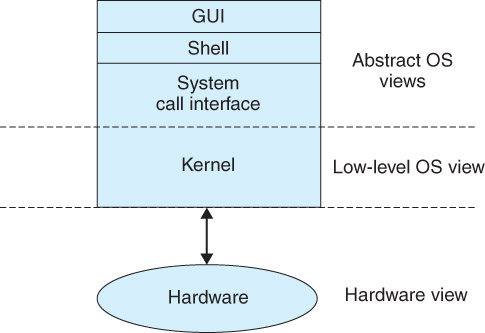 GUI
Shell
System
call interface
Abstract OS
views
Kernel
Low-level OS view
Hardware
Hardware view